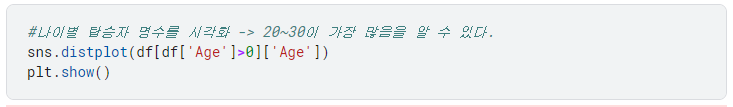 #나이별 탑승자 명수를 시각화 -> 20~30이 가장 많음을 알 수 있다.
sns.distplot(df[df['Age']>0]['Age'])
plt.show()